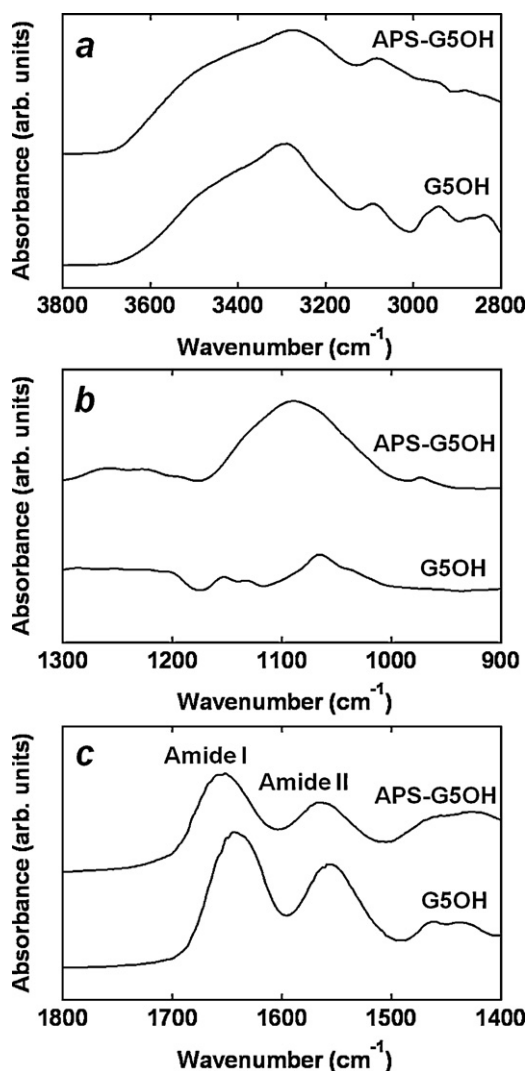 a
APS-G5OH
G5OH
Absorbance (arb. units)
3800 3600 3400 3200 3000 2800
Wavenumber (cm⁻¹)
b
APS-G5OH
G5OH
Absorbance (arb. units)
1300 1200 1100 1000 900
Wavenumber (cm⁻¹)
c
Amide I
Amide II
APS-G5OH
G5OH
Absorbance (arb. units)
1800 1700 1600 1500 1400
Wavenumber (cm⁻¹)